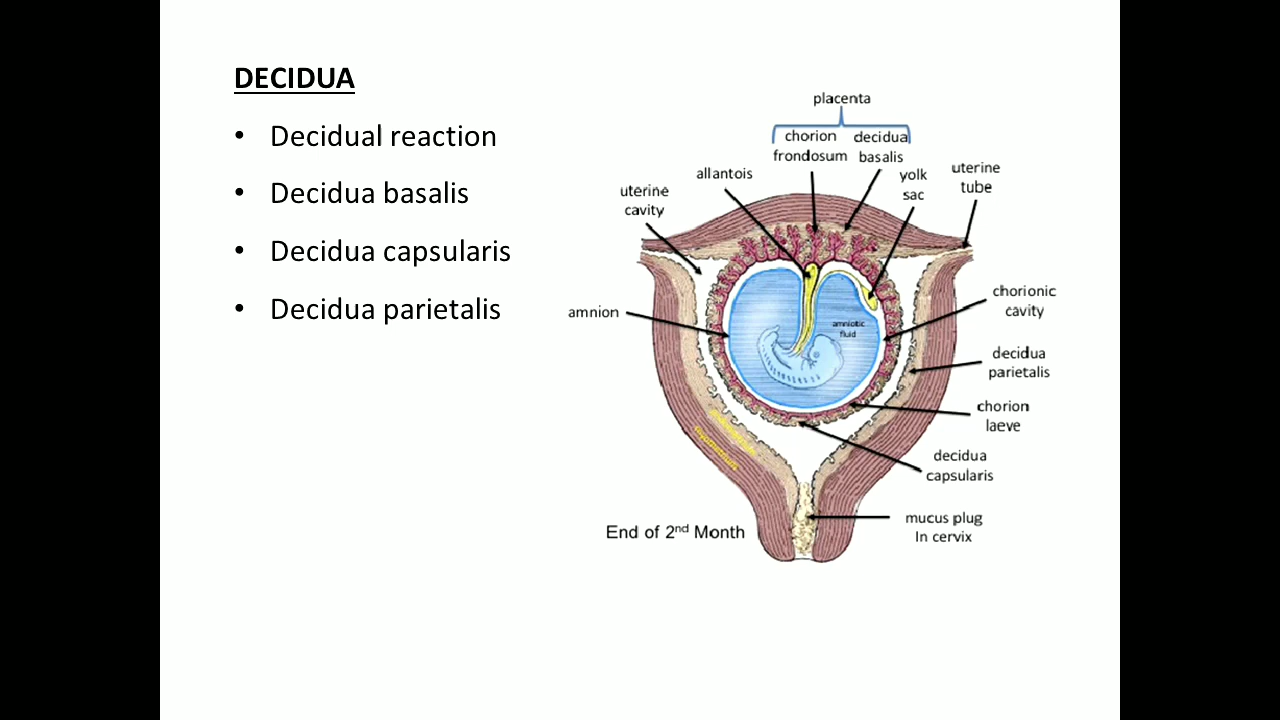 DECIDUA
• Decidual reaction
• Decidua basalis
• Decidua capsularis
• Decidua parietalis
placenta
chorion
frondosum
decidua
basalis
allantois
yolk
sac
uterine
tube
uterine
cavity
chorionic
cavity
amnion
amniotic
fluid
decidua
parietalis
chorion
laeve
decidua
capsularis
mucus plug
In cervix
End of 2nd Month